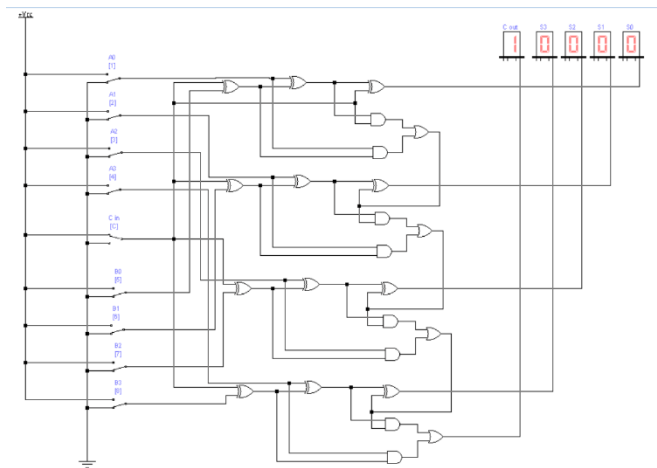 +Vcc
C out S3 S2 S1 S0
1 0 0 0 0
A0
[1]
A1
[2]
A2
[3]
A3
[4]
C in
[C]
B0
[5]
B1
[6]
B2
[7]
B3
[8]